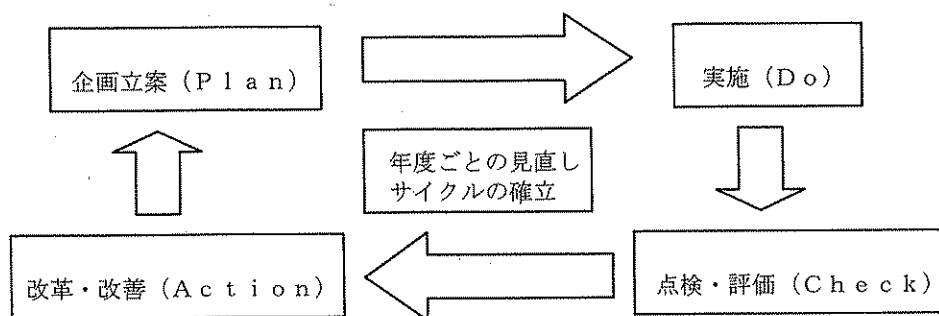 企画立案（Ｐｌａｎ）
実施（Ｄｏ）
年度ごとの見直し
サイクルの確立
改革・改善（Ａｃｔｉｏｎ）
点検・評価（Ｃｈｅｃｋ）